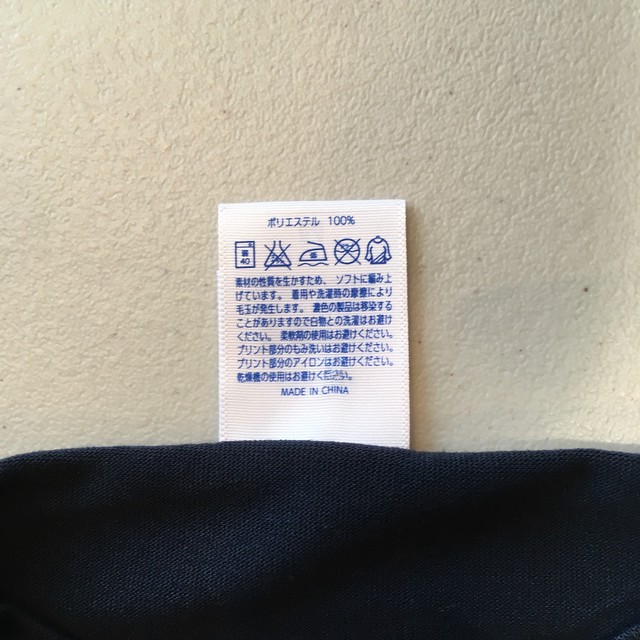 ポリエステル 100%
弱 40
低
素材の性質を生かすため、ソフトに編み上
げています。着用や洗濯時の摩擦により
毛玉が発生します。濃色の製品は移染する
ことがありますので白物との洗濯はお避け
ください。柔軟剤の使用はお避けください。
プリント部分のもみ洗いはお避けください。
プリント部分のアイロンはお避けください。
乾燥機の使用はお避けください。
MADE IN CHINA